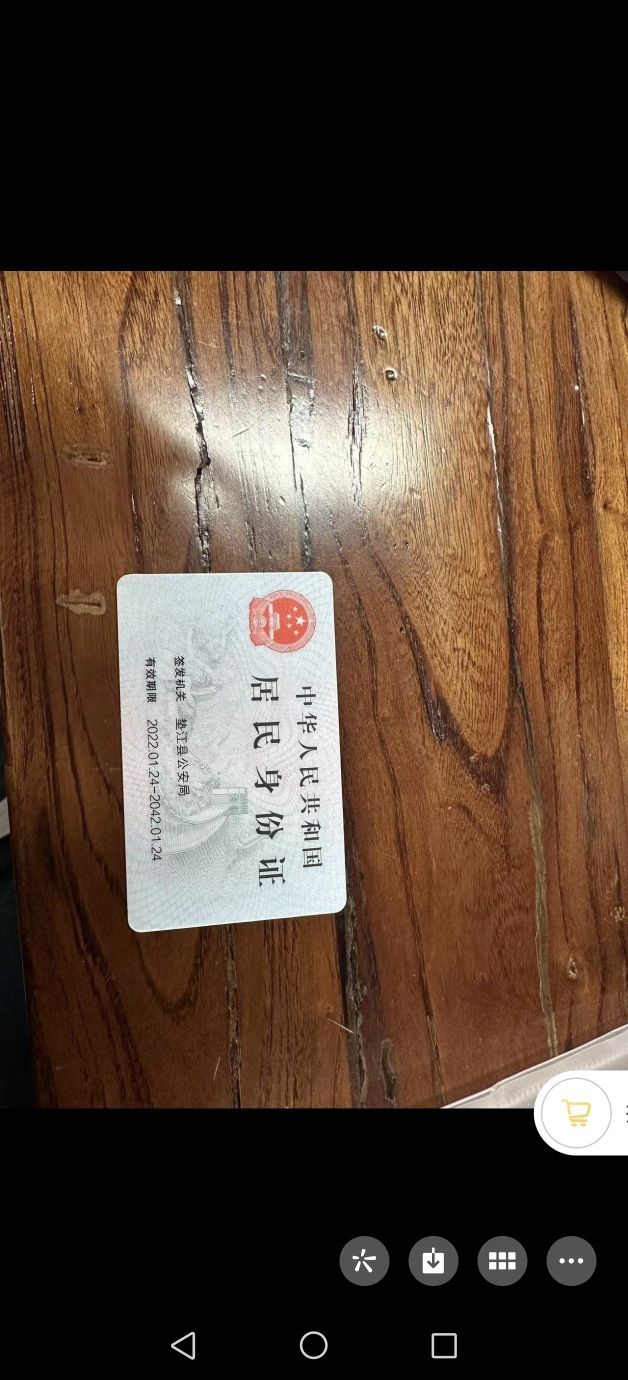 中华人民共和国
居民身份证
签发机关 垫江县公安局
有效期限 2022.01.24-2042.01.24